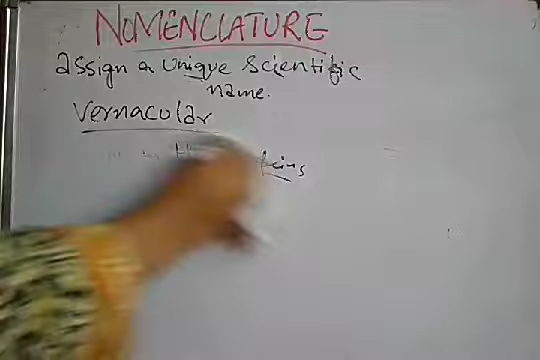 NOMENCLATURE
assign a unique scientific
name.
Vernacular